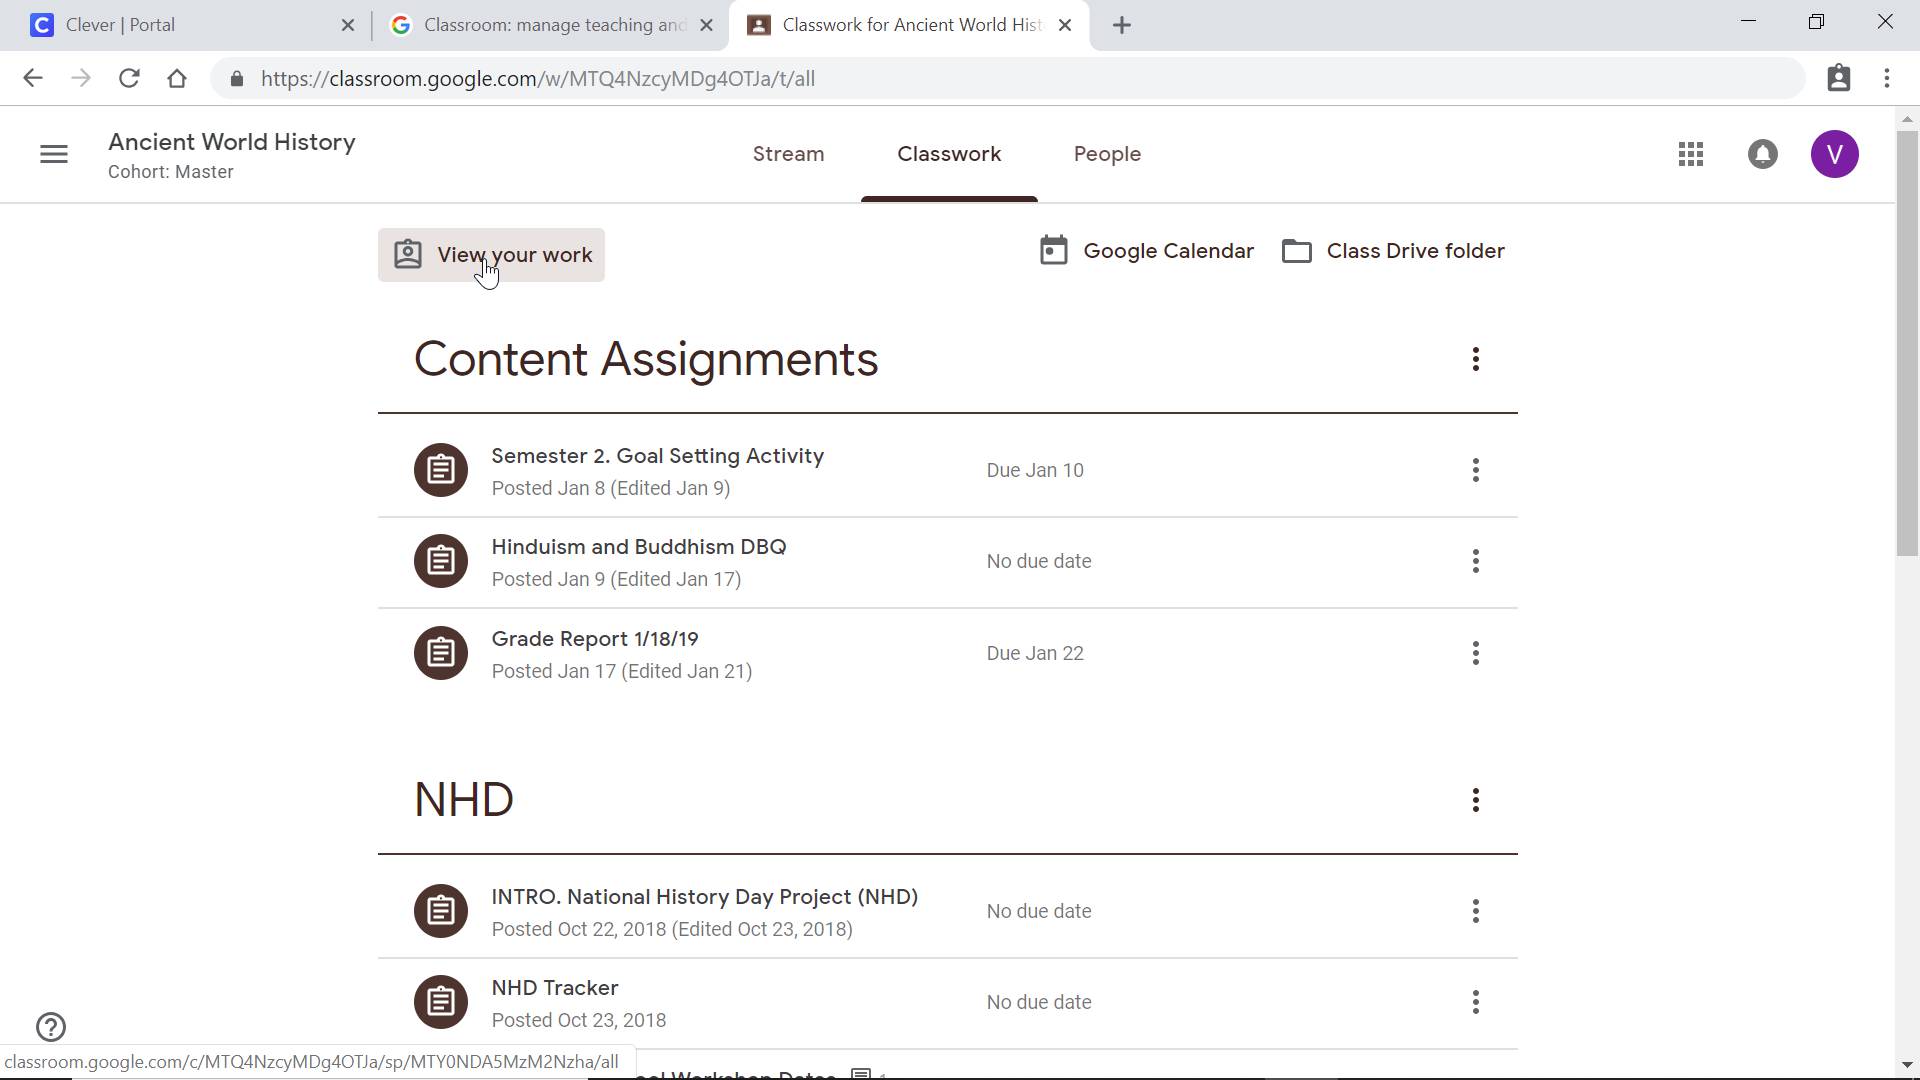 Clever | Portal
Classroom: manage teaching and
Classwork for Ancient World Hist
https://classroom.google.com/w/MTQ4NzcyMDg4OTJa/t/all
Ancient World History
Cohort: Master
Stream
Classwork
People
V
View your work
Google Calendar
Class Drive folder
Content Assignments
Semester 2. Goal Setting Activity
Posted Jan 8 (Edited Jan 9)
Due Jan 10
Hinduism and Buddhism DBQ
Posted Jan 9 (Edited Jan 17)
No due date
Grade Report 1/18/19
Posted Jan 17 (Edited Jan 21)
Due Jan 22
NHD
INTRO. National History Day Project (NHD)
Posted Oct 22, 2018 (Edited Oct 23, 2018)
No due date
NHD Tracker
Posted Oct 23, 2018
No due date
classroom.google.com/c/MTQ4NzcyMDg4OTJa/sp/MTY0NDA5MzM2Nzha/all
Workshop Dates